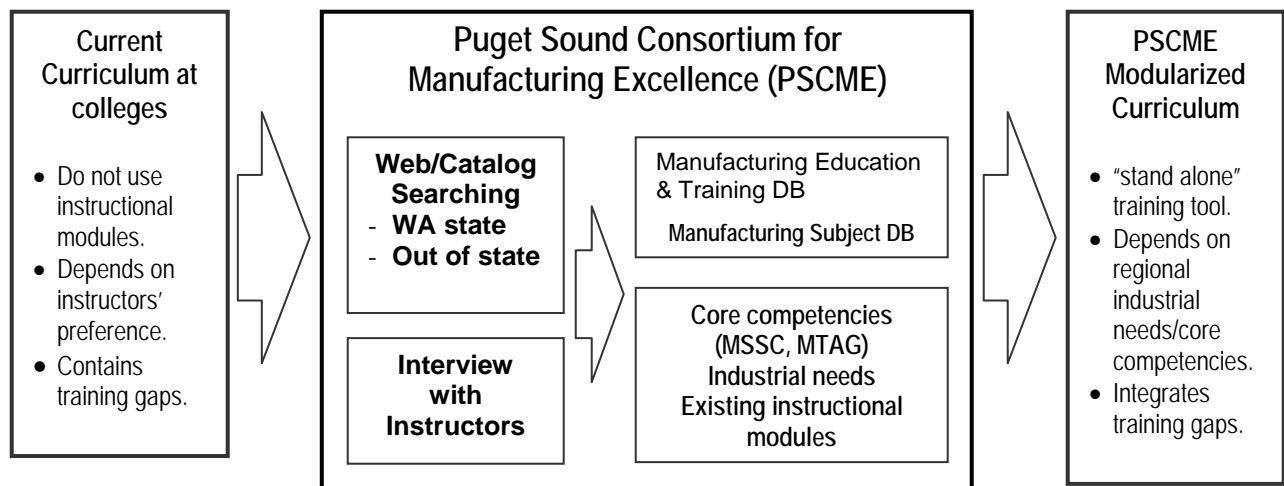 Current
Curriculum at
colleges
• Do not use
instructional
modules.
• Depends on
instructors'
preference.
• Contains
training gaps.
Puget Sound Consortium for
Manufacturing Excellence (PSCME)
Web/Catalog
Searching
- WA state
- Out of state
Interview
with
Instructors
Manufacturing Education
& Training DB
Manufacturing Subject DB
Core competencies
(MSSC, MTAG)
Industrial needs
Existing instructional
modules
PSCME
Modularized
Curriculum
• “stand alone”
training tool.
• Depends on
regional
industrial
needs/core
competencies.
• Integrates
training gaps.